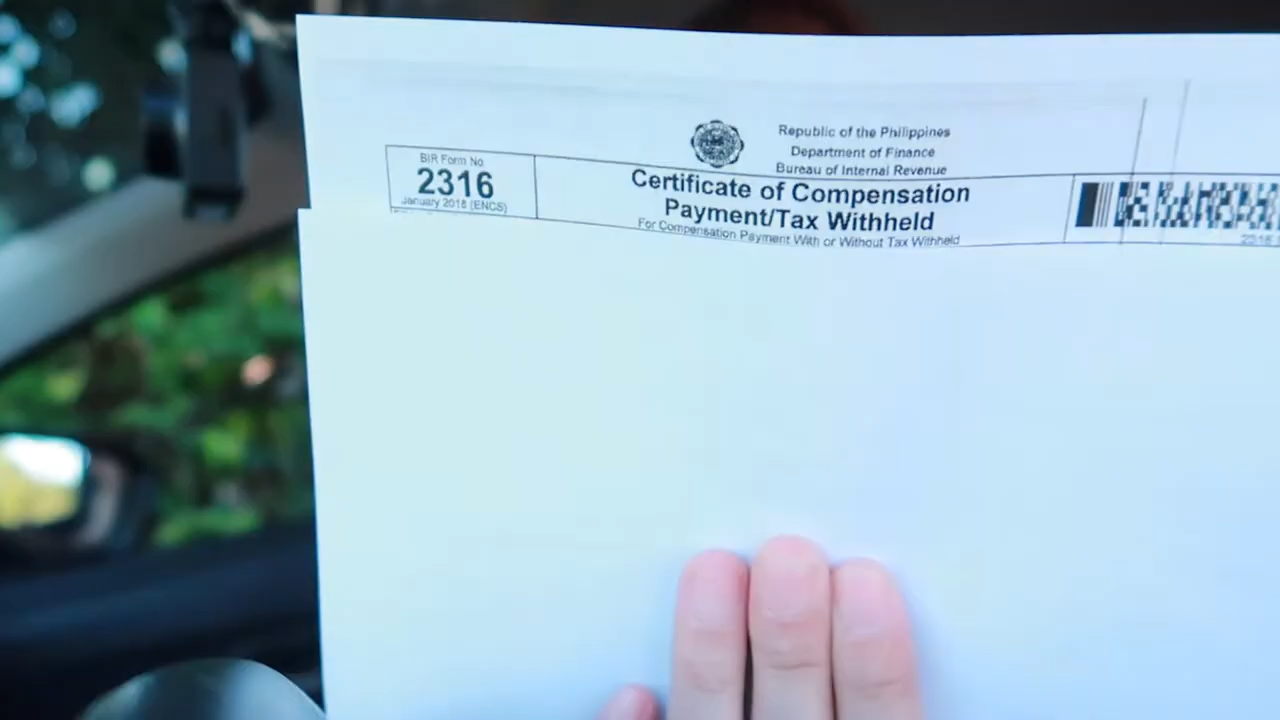 Republic of the Philippines
Department of Finance
Bureau of Internal Revenue
BIR Form No.
2316
January 2018 (ENCS)
Certificate of Compensation
Payment/Tax Withheld
For Compensation Payment With or Without Tax Withheld
2316